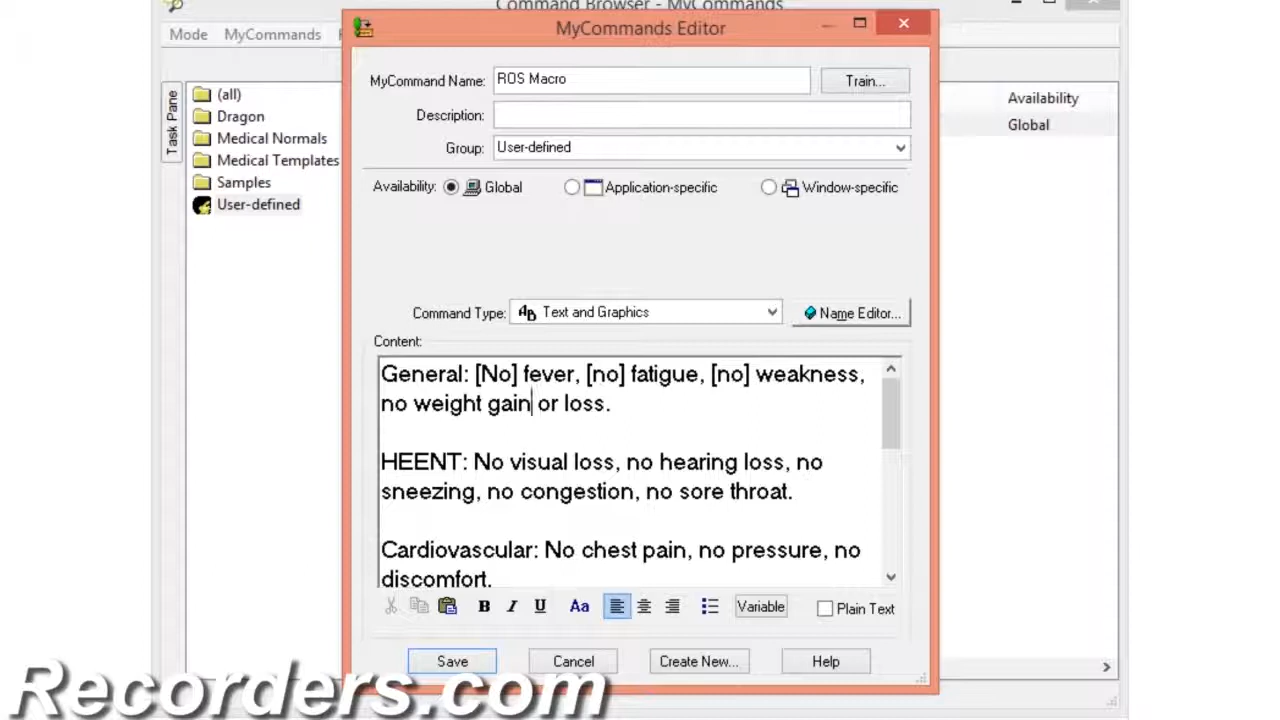 Command Browser - MyCommands
Mode MyCommands
MyCommands Editor
Task Pane
(all)
Dragon
Medical Normals
Medical Templates
Samples
User-defined
MyCommand Name: ROS Macro Train...
Description:
Group: User-defined
Availability: Global Application-specific Window-specific
Availability
Global
Command Type: Text and Graphics Name Editor...
Content:
General: [No] fever, [no] fatigue, [no] weakness,
no weight gain or loss.
HEENT: No visual loss, no hearing loss, no
sneezing, no congestion, no sore throat.
Cardiovascular: No chest pain, no pressure, no
discomfort.
B I U Aa Variable Plain Text
Save Cancel Create New... Help
Recorders.com